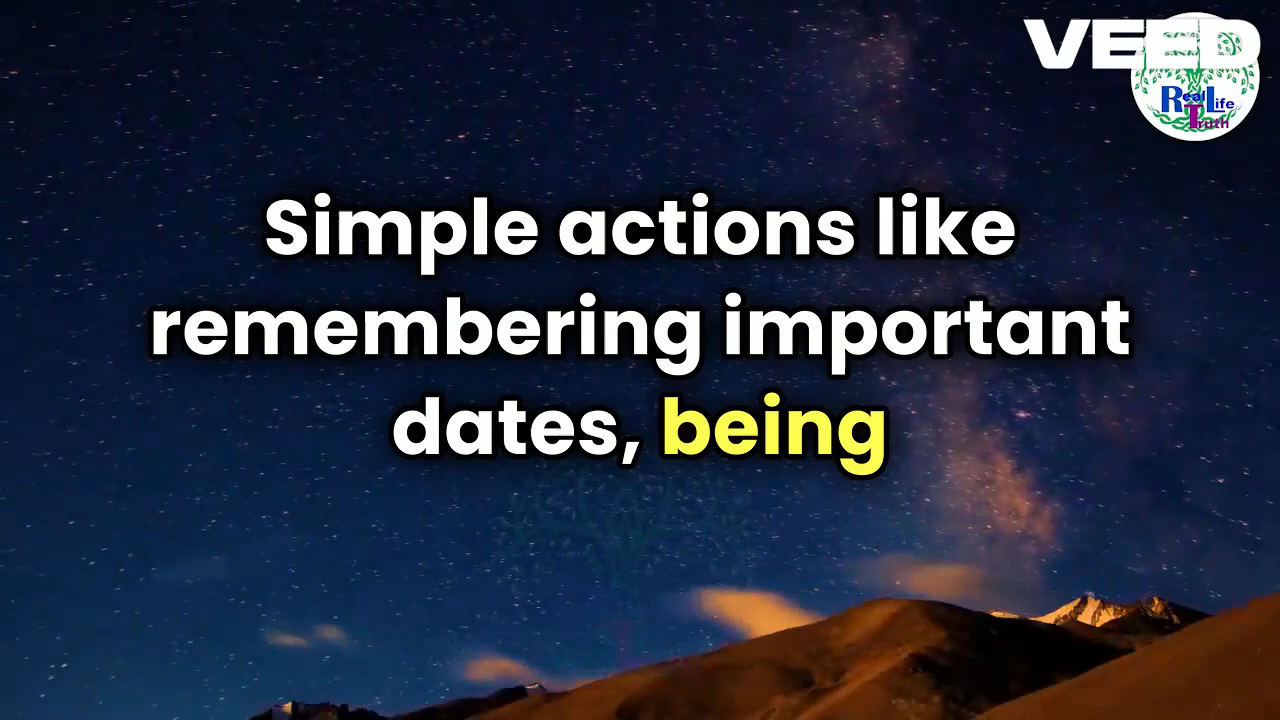 VEED
Real Life
Truth
Simple actions like
remembering important
dates, being